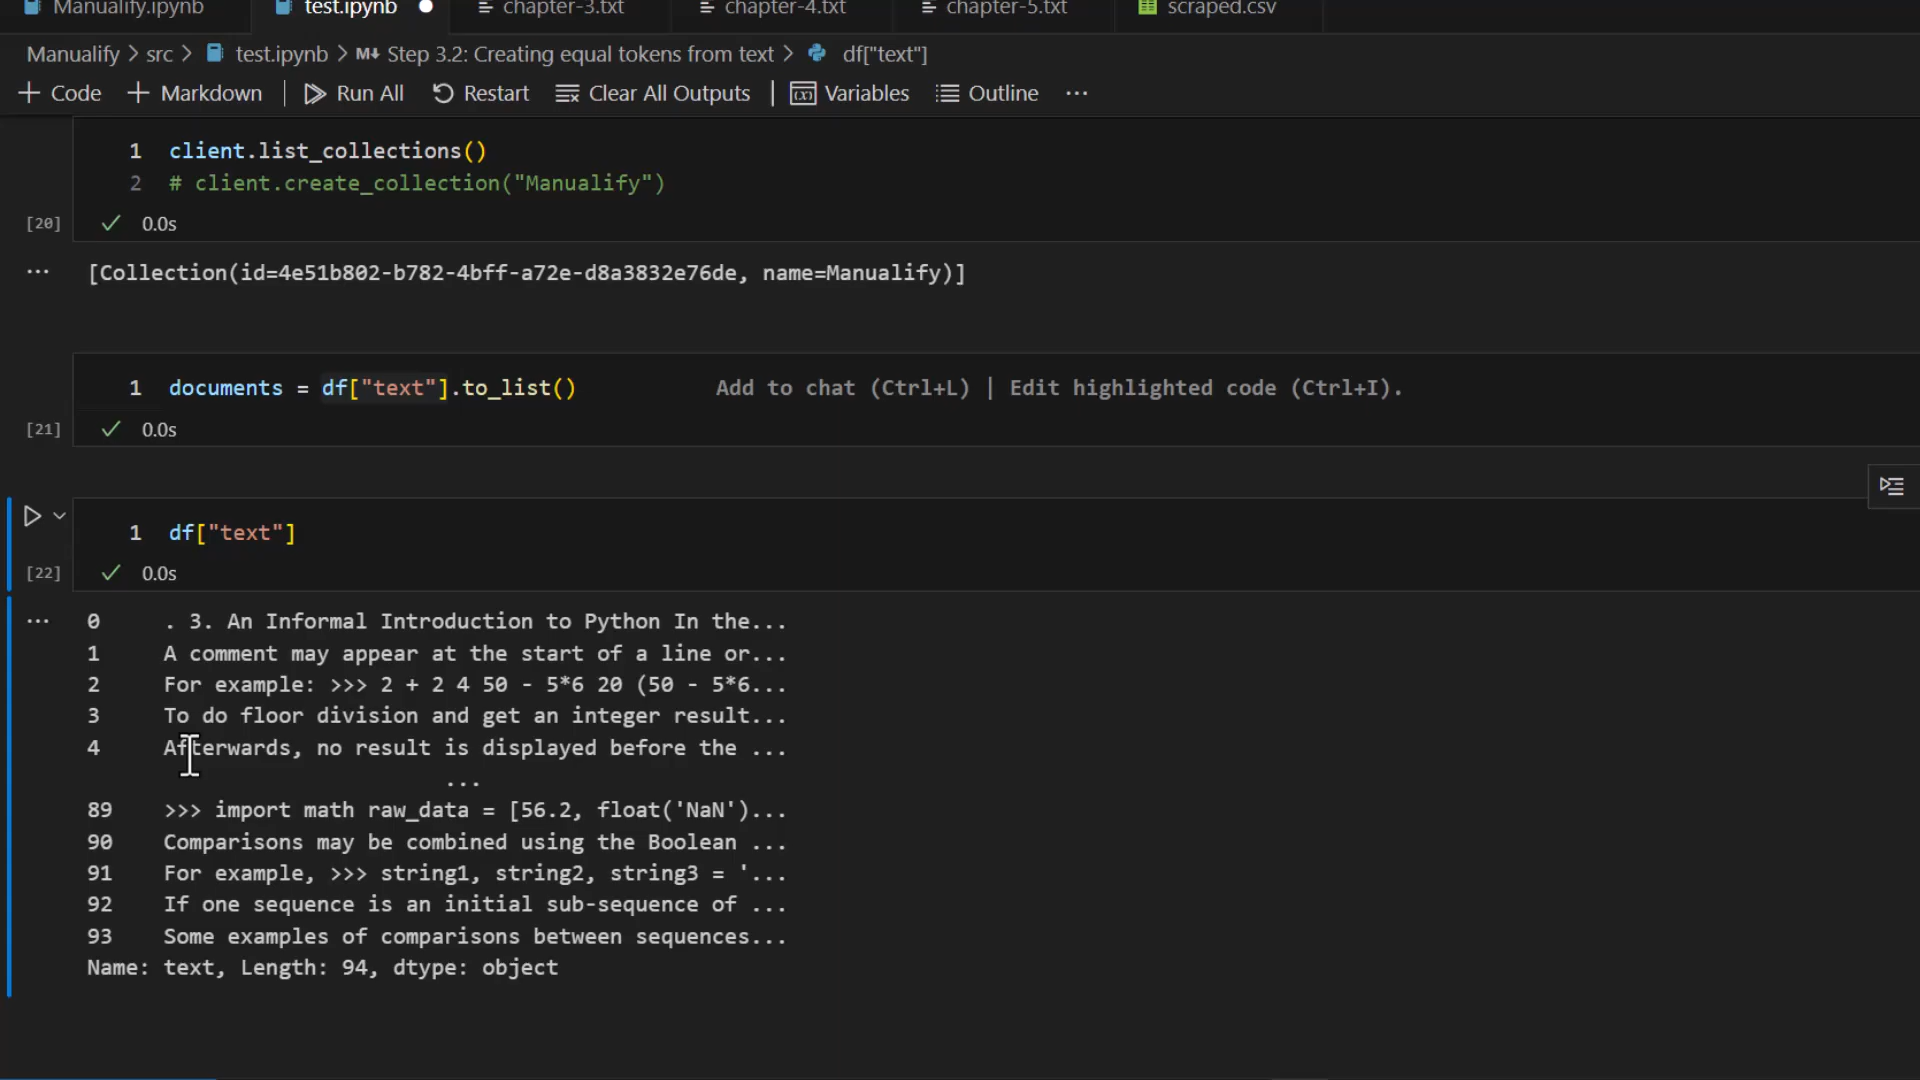 Manualify.ipynb test.ipynb chapter-3.txt chapter-4.txt chapter-5.txt scraped.csv
Manualify > src > test.ipynb > M↓ Step 3.2: Creating equal tokens from text > df["text"]
+ Code + Markdown | Run All Restart Clear All Outputs | Variables Outline ...
1 client.list_collections()
2 # client.create_collection("Manualify")
[20] ✓ 0.0s
... [Collection(id=4e51b802-b782-4bff-a72e-d8a3832e76de, name=Manualify)]
1 documents = df["text"].to_list() Add to chat (Ctrl+L) | Edit highlighted code (Ctrl+I).
[21] ✓ 0.0s
1 df["text"]
[22] ✓ 0.0s
... 0 . 3. An Informal Introduction to Python In the...
1 A comment may appear at the start of a line or...
2 For example: >>> 2 + 2 4 50 - 5*6 20 (50 - 5*6...
3 To do floor division and get an integer result...
4 Afterwards, no result is displayed before the ...
...
89 >>> import math raw_data = [56.2, float('NaN')...
90 Comparisons may be combined using the Boolean ...
91 For example, >>> string1, string2, string3 = '...
92 If one sequence is an initial sub-sequence of ...
93 Some examples of comparisons between sequences...
Name: text, Length: 94, dtype: object